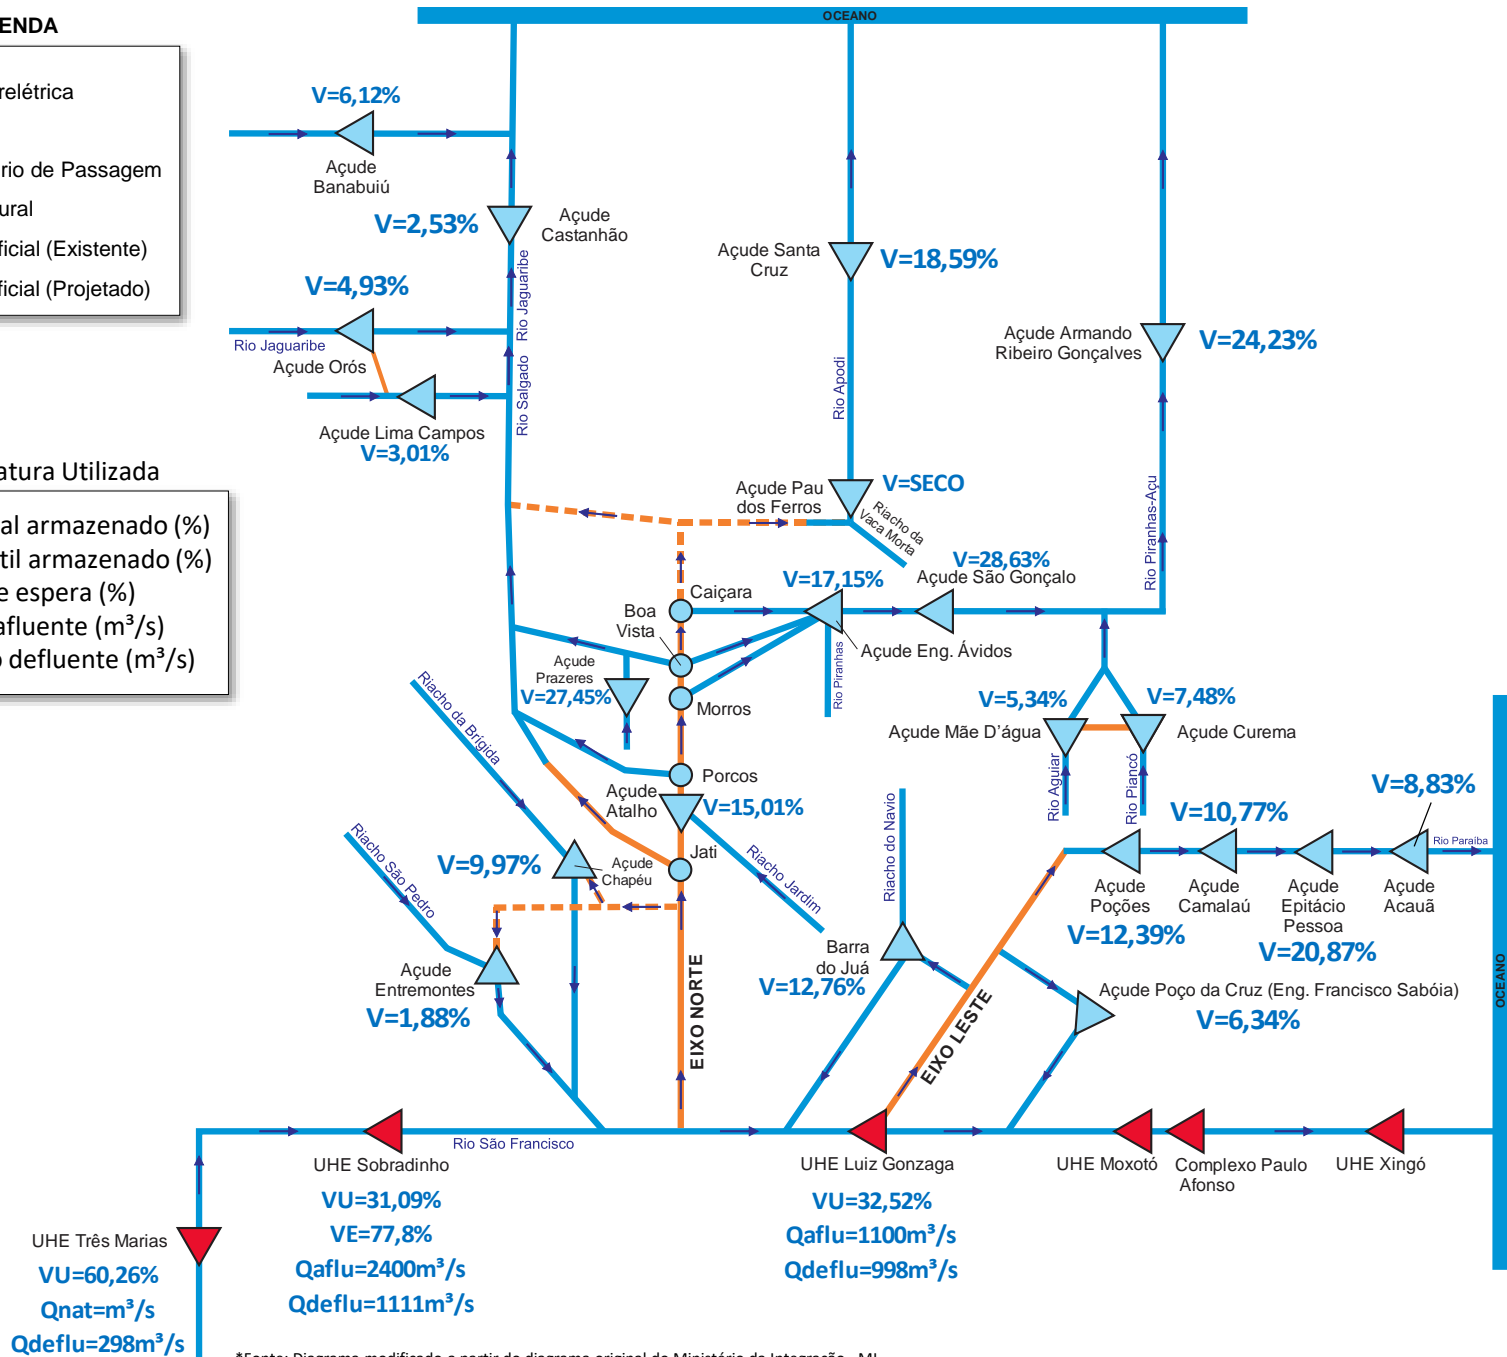 OCEANO
ENDA
relétrica
rio de Passagem
ural
ficial (Existente)
ficial (Projetado)
V=6,12%
Açude
Banabuiú
V=2,53%
Açude
Castanhão
Rio Jaguaribe
V=4,93%
Rio Jaguaribe
Açude Orós
Rio Salgado
Açude Lima Campos
V=3,01%
Açude Santa
Cruz
V=18,59%
Rio Apodi
Açude Armando
Ribeiro Gonçalves
V=24,23%
Rio Piranhas-Açu
atura Utilizada
al armazenado (%)
til armazenado (%)
e espera (%)
afluente (m³/s)
o defluente (m³/s)
Açude Pau
dos Ferros
V=SECO
Riacho da
Vaca Morta
V=28,63%
Açude São Gonçalo
V=17,15%
Caiçara
Boa
Vista
Açude Eng. Ávidos
Rio Piranhas
Açude
Prazeres
V=27,45%
Morros
Riacho da Brígida
Porcos
Açude
Atalho
V=15,01%
V=5,34%
Açude Mãe D'água
V=7,48%
Açude Curema
Rio Aguiar
Rio Piancó
V=8,83%
V=10,77%
Rio Paraíba
Riacho São Pedro
V=9,97%
Açude
Chapéu
Jati
Riacho Jardim
Riacho do Navio
Açude
Poções
V=12,39%
Açude
Camalaú
Açude
Epitácio
Pessoa
V=20,87%
Açude
Acauã
Açude
Entremontes
V=1,88%
EIXO NORTE
Barra
do Juá
V=12,76%
EIXO LESTE
Açude Poço da Cruz (Eng. Francisco Sabóia)
V=6,34%
OCEANO
Rio São Francisco
UHE Sobradinho
VU=31,09%
VE=77,8%
Qaflu=2400m³/s
Qdeflu=1111m³/s
UHE Luiz Gonzaga
VU=32,52%
Qaflu=1100m³/s
Qdeflu=998m³/s
UHE Moxotó
Complexo Paulo
Afonso
UHE Xingó
UHE Três Marias
VU=60,26%
Qnat=m³/s
Qdeflu=298m³/s